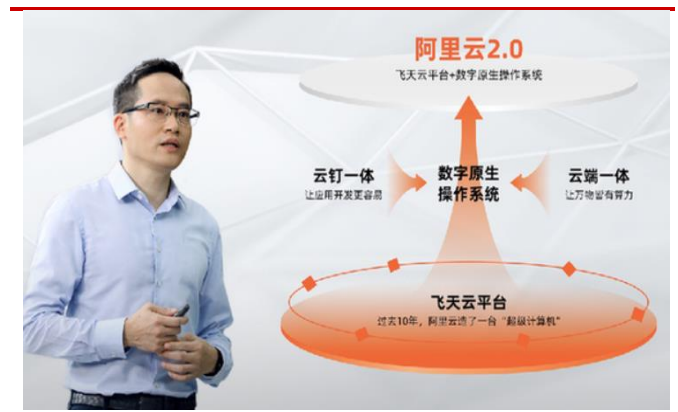 阿里云2.0
飞天云平台+数字原生操作系统
云钉一体
让应用开发更容易
数字原生
操作系统
云端一体
让万物皆有算力
飞天云平台
过去10年，阿里云造了一台“超级计算机”